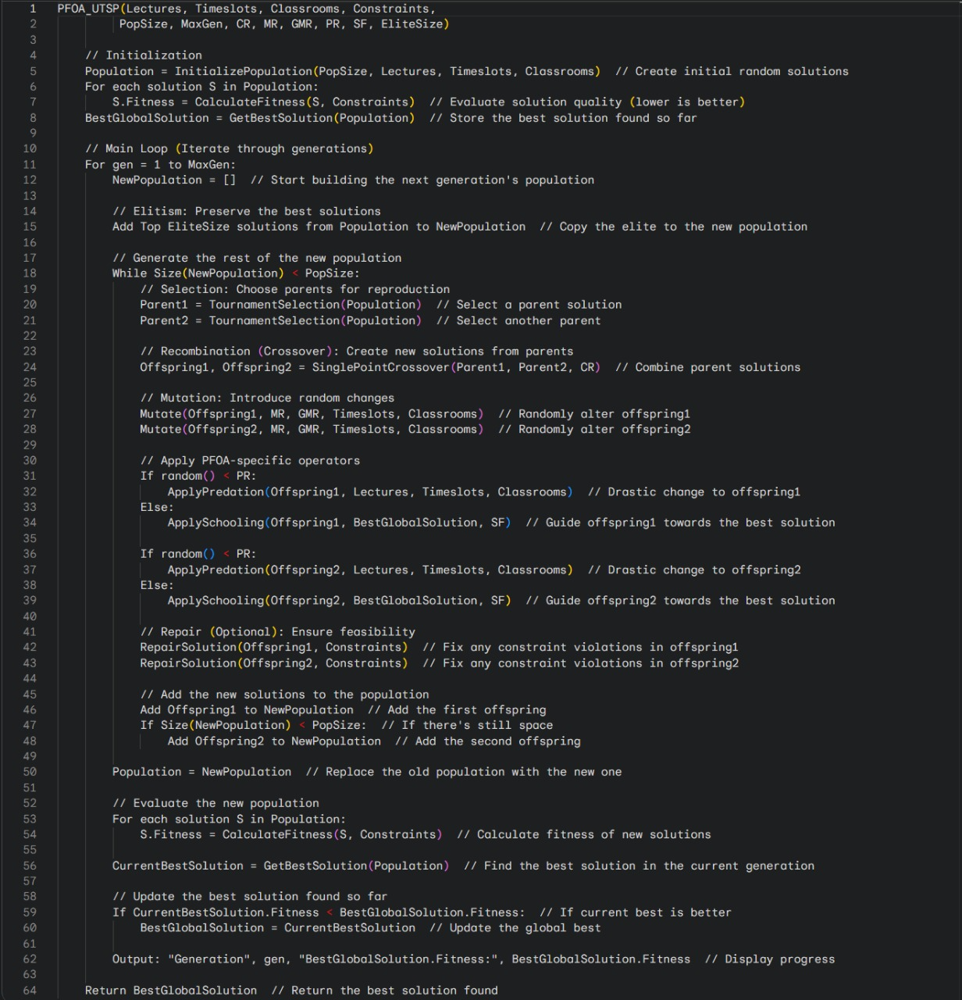 1 PFOA_UTSP(Lectures, Timeslots, Classrooms, Constraints,
2 PopSize, MaxGen, CR, MR, GMR, PR, SF, EliteSize)
3
4 // Initialization
5 Population = InitializePopulation(PopSize, Lectures, Timeslots, Classrooms) // Create initial random solutions
6 For each solution S in Population:
7 S.Fitness = CalculateFitness(S, Constraints) // Evaluate solution quality (lower is better)
8 BestGlobalSolution = GetBestSolution(Population) // Store the best solution found so far
9
10 // Main Loop (Iterate through generations)
11 For gen = 1 to MaxGen:
12 NewPopulation = [] // Start building the next generation's population
13
14 // Elitism: Preserve the best solutions
15 Add Top EliteSize solutions from Population to NewPopulation // Copy the elite to the new population
16
17 // Generate the rest of the new population
18 While Size(NewPopulation) < PopSize:
19 // Selection: Choose parents for reproduction
20 Parent1 = TournamentSelection(Population) // Select a parent solution
21 Parent2 = TournamentSelection(Population) // Select another parent
22
23 // Recombination (Crossover): Create new solutions from parents
24 Offspring1, Offspring2 = SinglePointCrossover(Parent1, Parent2, CR) // Combine parent solutions
25
26 // Mutation: Introduce random changes
27 Mutate(Offspring1, MR, GMR, Timeslots, Classrooms) // Randomly alter offspring1
28 Mutate(Offspring2, MR, GMR, Timeslots, Classrooms) // Randomly alter offspring2
29
30 // Apply PFOA-specific operators
31 If random() < PR:
32 ApplyPredation(Offspring1, Lectures, Timeslots, Classrooms) // Drastic change to offspring1
33 Else:
34 ApplySchooling(Offspring1, BestGlobalSolution, SF) // Guide offspring1 towards the best solution
35
36 If random() < PR:
37 ApplyPredation(Offspring2, Lectures, Timeslots, Classrooms) // Drastic change to offspring2
38 Else:
39 ApplySchooling(Offspring2, BestGlobalSolution, SF) // Guide offspring2 towards the best solution
40
41 // Repair (Optional): Ensure feasibility
42 RepairSolution(Offspring1, Constraints) // Fix any constraint violations in offspring1
43 RepairSolution(Offspring2, Constraints) // Fix any constraint violations in offspring2
44
45 // Add the new solutions to the population
46 Add Offspring1 to NewPopulation // Add the first offspring
47 If Size(NewPopulation) < PopSize: // If there's still space
48 Add Offspring2 to NewPopulation // Add the second offspring
49
50 Population = NewPopulation // Replace the old population with the new one
51
52 // Evaluate the new population
53 For each solution S in Population:
54 S.Fitness = CalculateFitness(S, Constraints) // Calculate fitness of new solutions
55
56 CurrentBestSolution = GetBestSolution(Population) // Find the best solution in the current generation
57
58 // Update the best solution found so far
59 If CurrentBestSolution.Fitness < BestGlobalSolution.Fitness: // If current best is better
60 BestGlobalSolution = CurrentBestSolution // Update the global best
61
62 Output: "Generation", gen, "BestGlobalSolution.Fitness:", BestGlobalSolution.Fitness // Display progress
63
64 Return BestGlobalSolution // Return the best solution found